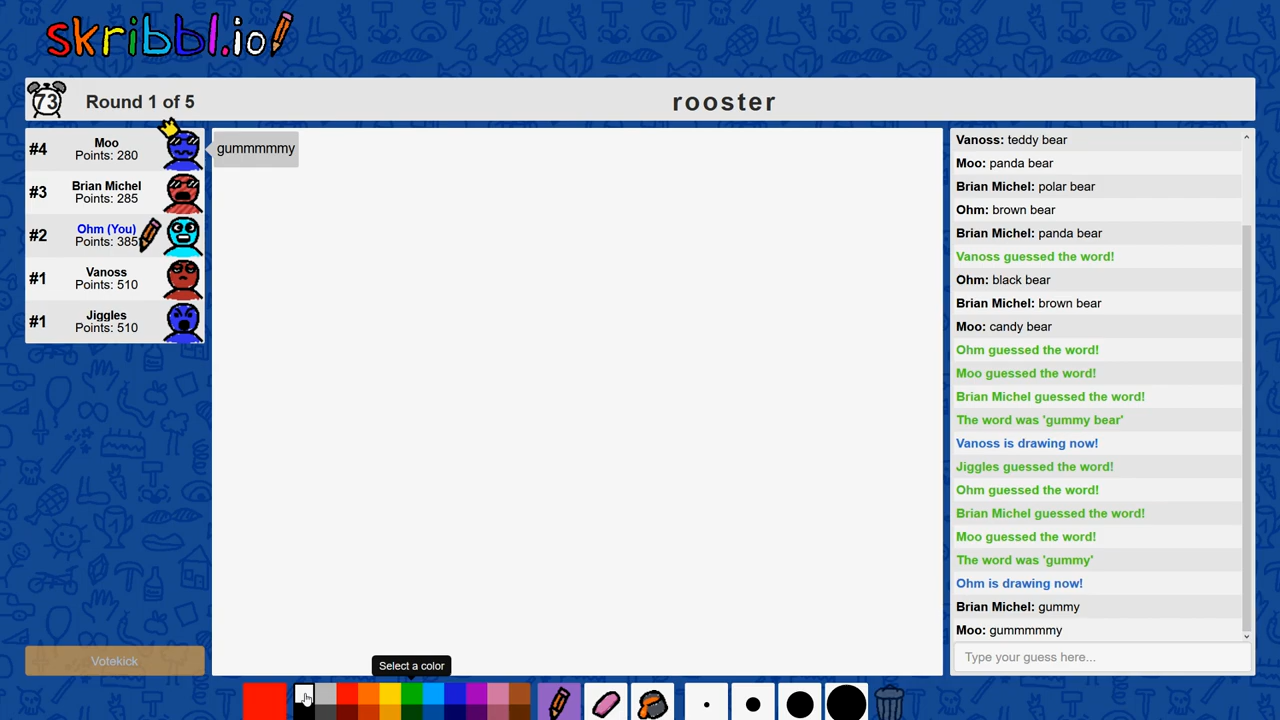 skribbl.io
73
Round 1 of 5
rooster
#4
Moo
Points: 280
#3
Brian Michel
Points: 285
#2
Ohm (You)
Points: 385
#1
Vanoss
Points: 510
#1
Jiggles
Points: 510
gummmmmy
Vanoss: teddy bear
Moo: panda bear
Brian Michel: polar bear
Ohm: brown bear
Brian Michel: panda bear
Vanoss guessed the word!
Ohm: black bear
Brian Michel: brown bear
Moo: candy bear
Ohm guessed the word!
Moo guessed the word!
Brian Michel guessed the word!
The word was 'gummy bear'
Vanoss is drawing now!
Jiggles guessed the word!
Ohm guessed the word!
Brian Michel guessed the word!
Moo guessed the word!
The word was 'gummy'
Ohm is drawing now!
Brian Michel: gummy
Moo: gummmmmy
Type your guess here...
Votekick
Select a color